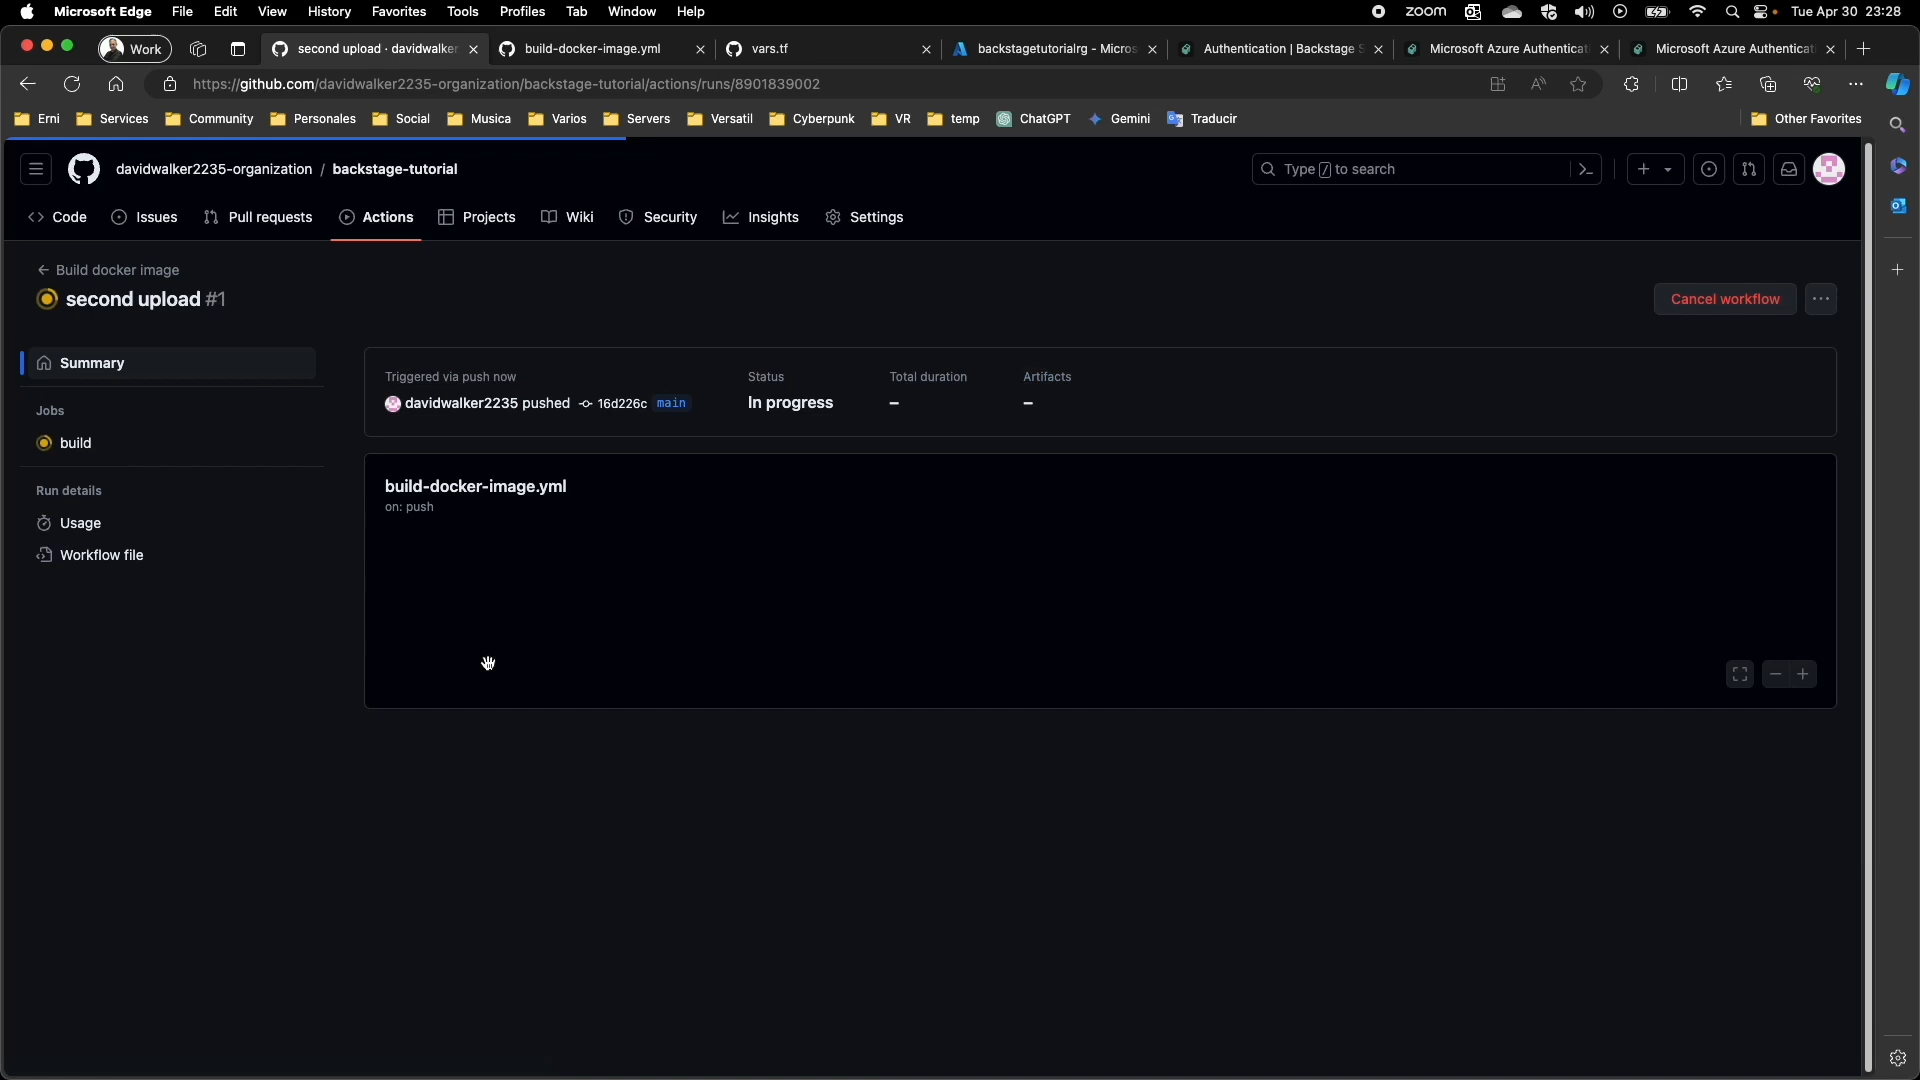 Microsoft Edge File Edit View History Favorites Tools Profiles Tab Window Help zoom Tue Apr 30 23:28
Work second upload · davidwalker build-docker-image.yml vars.tf backstagetutorialrg - Micros Authentication | Backstage S Microsoft Azure Authenticat Microsoft Azure Authenticat
https://github.com/davidwalker2235-organization/backstage-tutorial/actions/runs/8901839002
Erni Services Community Personales Social Musica Varios Servers Versatil Cyberpunk VR temp ChatGPT Gemini Traducir Other Favorites
davidwalker2235-organization / backstage-tutorial Type / to search
Code Issues Pull requests Actions Projects Wiki Security Insights Settings
← Build docker image
second upload #1 Cancel workflow
Summary
Jobs
build
Run details
Usage
Workflow file
Triggered via push now Status Total duration Artifacts
davidwalker2235 pushed 16d226c main In progress – –
build-docker-image.yml
on: push